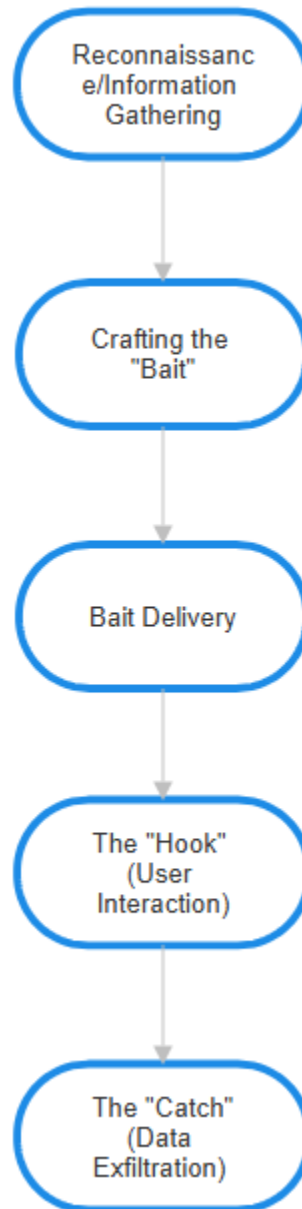 Reconnaissanc
e/Information
Gathering
Crafting the
"Bait"
Bait Delivery
The "Hook"
(User
Interaction)
The "Catch"
(Data
Exfiltration)